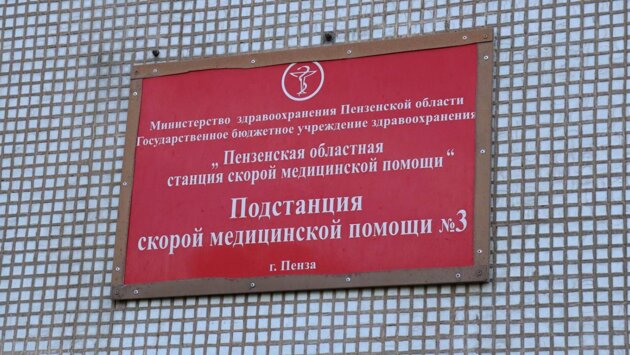 Министерство здравоохранения Пензенской области
Государственное бюджетное учреждение здравоохранения
„ Пензенская областная
станция скорой медицинской помощи “
Подстанция
скорой медицинской помощи №3
г. Пенза